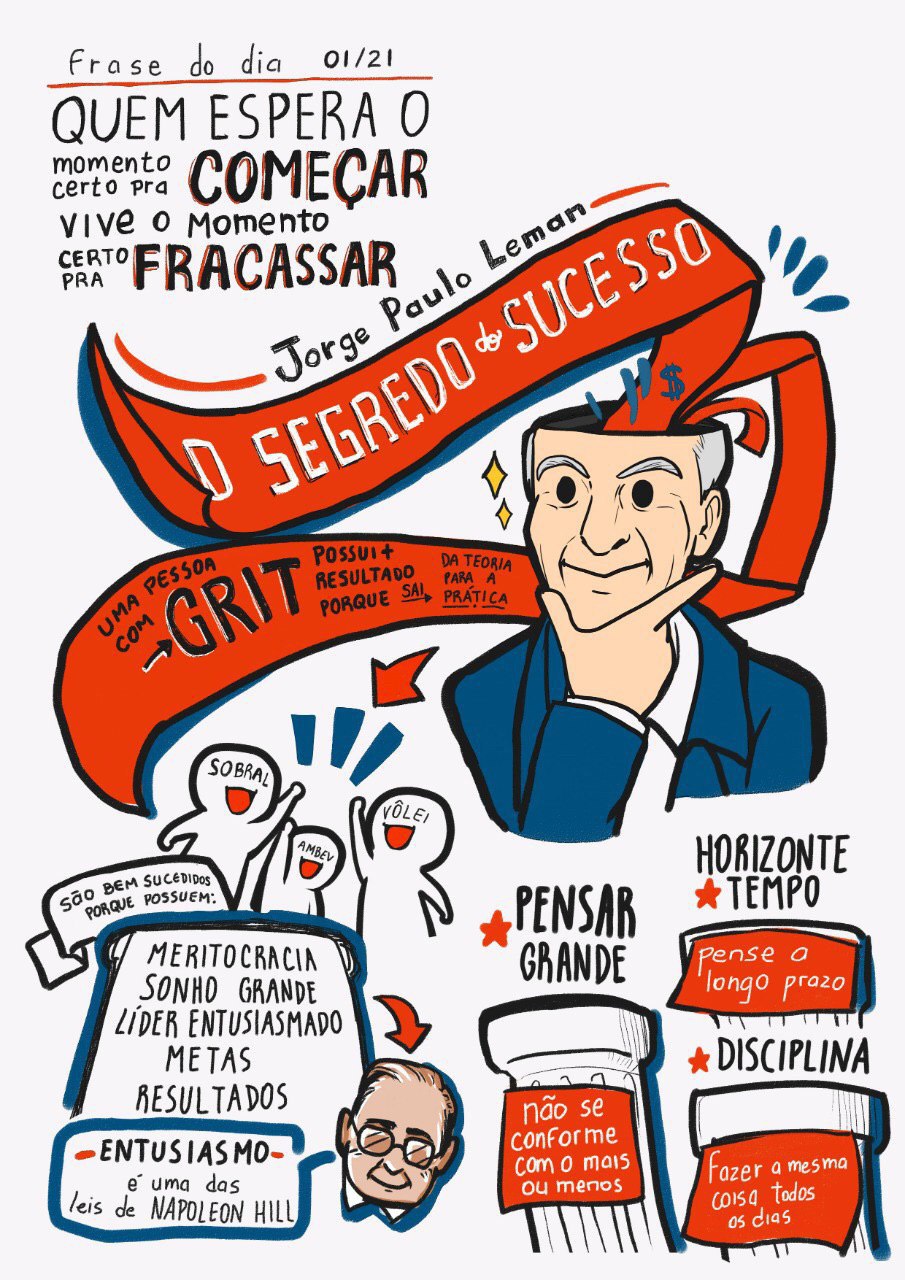 Frase do dia 01/21
QUEM ESPERA O
momento
certo pra COMEÇAR
VIVE O MOMENTO
CERTO
PRA FRACASSAR
Jorge Paulo Leman
O SEGREDO do SUCESSO
$
UMA PESSOA
COM → GRIT
POSSUI +
RESULTADO
PORQUE SAI
DA TEORIA
PARA A
PRÁTICA
SOBRAL
AMBEV
VÔLEI
SÃO BEM SUCEDIDOS
PORQUE POSSUEM:
MERITOCRACIA
SONHO GRANDE
LÍDER ENTUSIASMADO
METAS
RESULTADOS
-ENTUSIASMO-
é uma das
leis de NAPOLEON HILL
PENSAR
GRANDE
não se
conforme
com o mais
ou menos
HORIZONTE
TEMPO
pense a
longo prazo
DISCIPLINA
Fazer a mesma
coisa todos
os dias